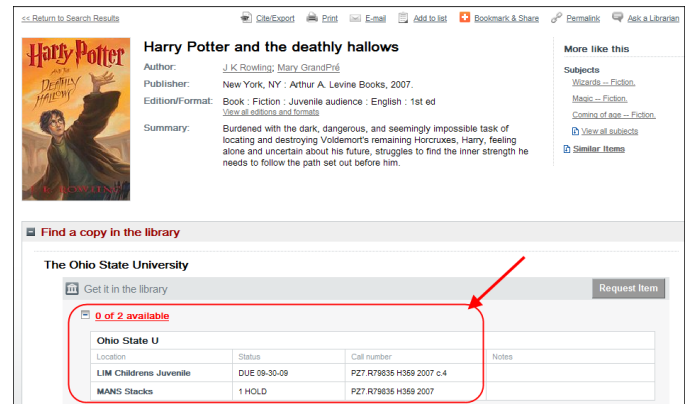 << Return to Search Results
Cite/Export Print E-mail Add to list Bookmark & Share Permalink Ask a Librarian
Harry Potter
AND THE
DEATHLY
HALLOWS
J. K. ROWLING
Harry Potter and the deathly hallows
Author: J K Rowling; Mary GrandPré
Publisher: New York, NY : Arthur A. Levine Books, 2007.
Edition/Format: Book : Fiction : Juvenile audience : English : 1st ed
View all editions and formats
Summary: Burdened with the dark, dangerous, and seemingly impossible task of
locating and destroying Voldemort's remaining Horcruxes, Harry, feeling
alone and uncertain about his future, struggles to find the inner strength he
needs to follow the path set out before him.
More like this
Subjects
Wizards -- Fiction.
Magic -- Fiction.
Coming of age -- Fiction.
View all subjects
Similar Items
Find a copy in the library
The Ohio State University
Get it in the library Request Item
0 of 2 available
Ohio State U
Location Status Call number Notes
LIM Childrens Juvenile DUE 09-30-09 PZ7.R79835 H359 2007 c.4
MANS Stacks 1 HOLD PZ7.R79835 H359 2007